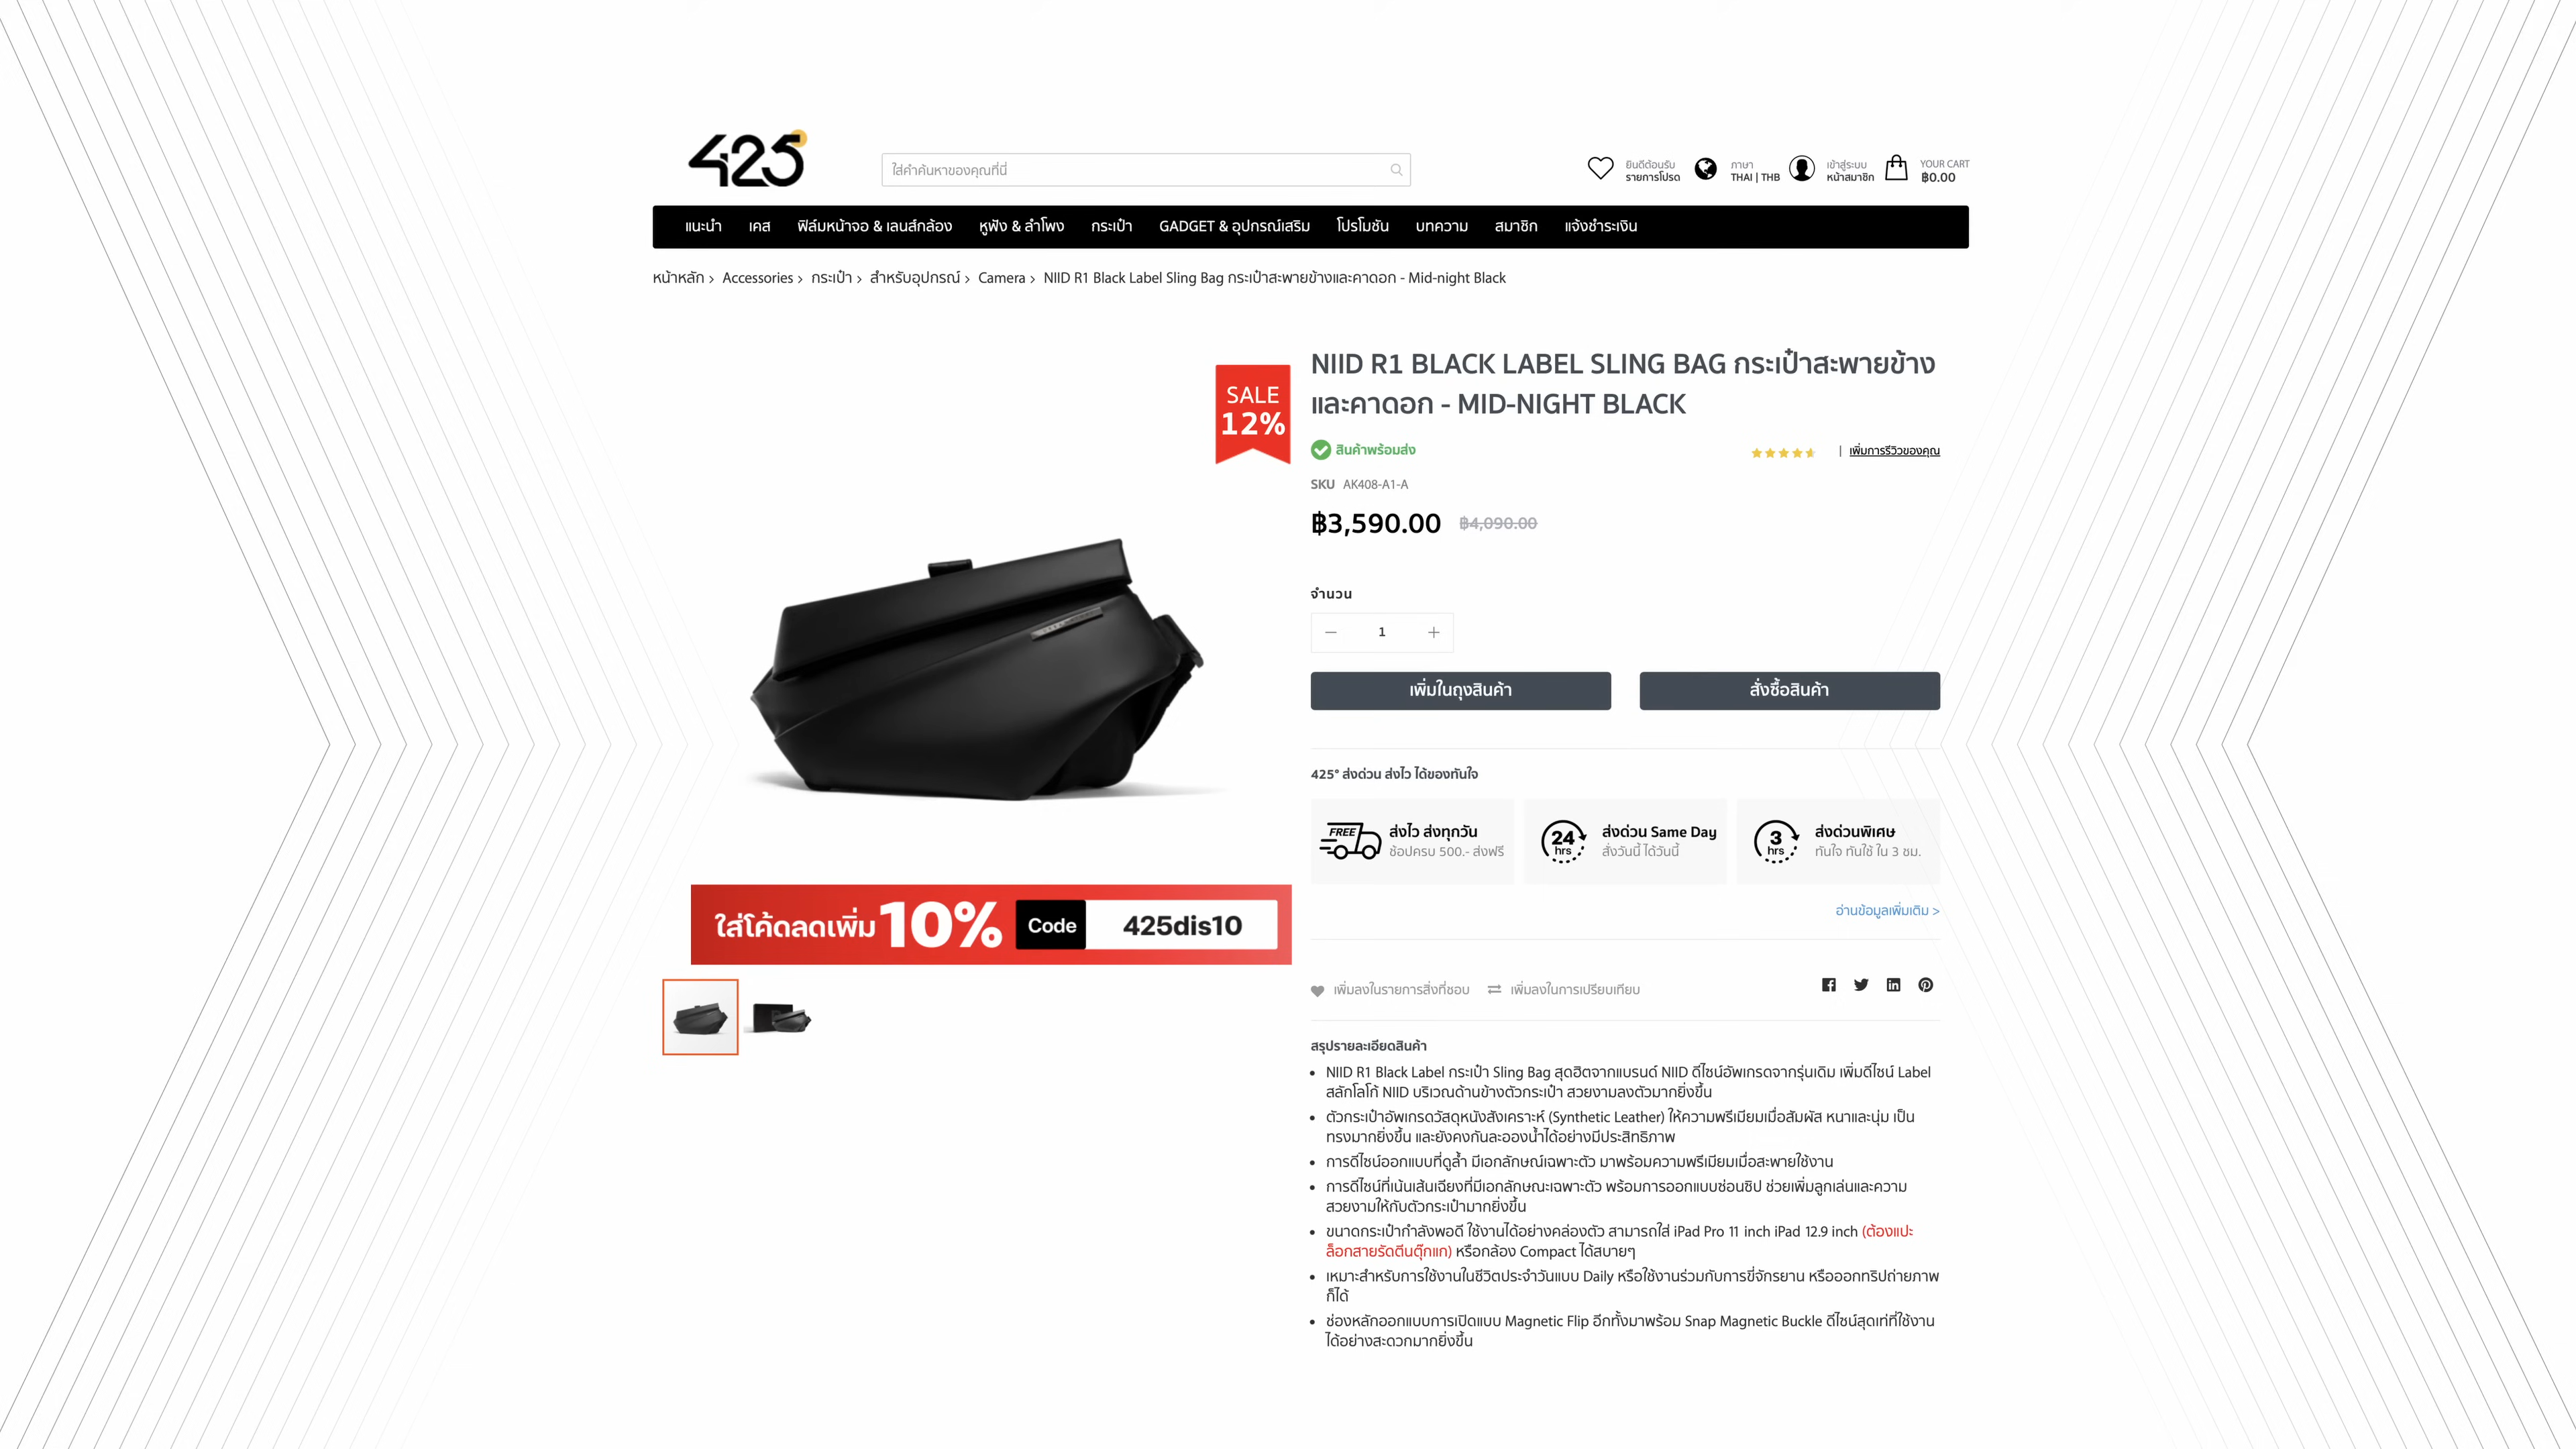 425°
ใส่คำค้นหาของคุณที่นี่
ยินดีต้อนรับ
รายการโปรด
ภาษา
THAI | THB
เข้าสู่ระบบ
หน้าสมาชิก
YOUR CART
฿0.00
แนะนำ เคส ฟิล์มหน้าจอ & เลนส์กล้อง หูฟัง & ลำโพง กระเป๋า GADGET & อุปกรณ์เสริม โปรโมชัน บทความ สมาชิก แจ้งชำระเงิน
หน้าหลัก > Accessories > กระเป๋า > สำหรับอุปกรณ์ > Camera > NIID R1 Black Label Sling Bag กระเป๋าสะพายข้างและคาดอก - Mid-night Black
SALE
12%
NIID R1 BLACK LABEL SLING BAG กระเป๋าสะพายข้าง
และคาดอก - MID-NIGHT BLACK
สินค้าพร้อมส่ง
| เพิ่มการรีวิวของคุณ
SKU AK408-A1-A
฿3,590.00 ฿4,090.00
จำนวน
− 1 +
เพิ่มในถุงสินค้า
สั่งซื้อสินค้า
425° ส่งด่วน ส่งไว ได้ของทันใจ
FREE
ส่งไว ส่งทุกวัน
ช้อปครบ 500.- ส่งฟรี
24
hrs
ส่งด่วน Same Day
สั่งวันนี้ ได้วันนี้
3
hrs
ส่งด่วนพิเศษ
ทันใจ ทันใช้ ใน 3 ชม.
อ่านข้อมูลเพิ่มเติม >
ใส่โค้ดลดเพิ่ม 10% Code 425dis10
เพิ่มลงในรายการสิ่งที่ชอบ เพิ่มลงในการเปรียบเทียบ
สรุปรายละเอียดสินค้า
• NIID R1 Black Label กระเป๋า Sling Bag สุดฮิตจากแบรนด์ NIID ดีไซน์อัพเกรดจากรุ่นเดิม เพิ่มดีไซน์ Label
สลักโลโก้ NIID บริเวณด้านข้างตัวกระเป๋า สวยงามลงตัวมากยิ่งขึ้น
• ตัวกระเป๋าอัพเกรดวัสดุหนังสังเคราะห์ (Synthetic Leather) ให้ความพรีเมียมเมื่อสัมผัส หนาและนุ่ม เป็น
ทรงมากยิ่งขึ้น และยังคงกันละอองน้ำได้อย่างมีประสิทธิภาพ
• การดีไซน์ออกแบบที่ดูล้ำ มีเอกลักษณ์เฉพาะตัว มาพร้อมความพรีเมียมเมื่อสะพายใช้งาน
• การดีไซน์ที่เน้นเส้นเฉียงที่มีเอกลักษณะเฉพาะตัว พร้อมการออกแบบซ่อนซิป ช่วยเพิ่มลูกเล่นและความ
สวยงามให้กับตัวกระเป๋ามากยิ่งขึ้น
• ขนาดกระเป๋ากำลังพอดี ใช้งานได้อย่างคล่องตัว สามารถใส่ iPad Pro 11 inch iPad 12.9 inch (ต้องแปะ
ล็อกสายรัดตีนตุ๊กแก) หรือกล้อง Compact ได้สบายๆ
• เหมาะสำหรับการใช้งานในชีวิตประจำวันแบบ Daily หรือใช้งานร่วมกับการขี่จักรยาน หรือออกทริปถ่ายภาพ
ก็ได้
• ช่องหลักออกแบบการเปิดแบบ Magnetic Flip อีกทั้งมาพร้อม Snap Magnetic Buckle ดีไซน์สุดเท่ที่ใช้งาน
ได้อย่างสะดวกมากยิ่งขึ้น